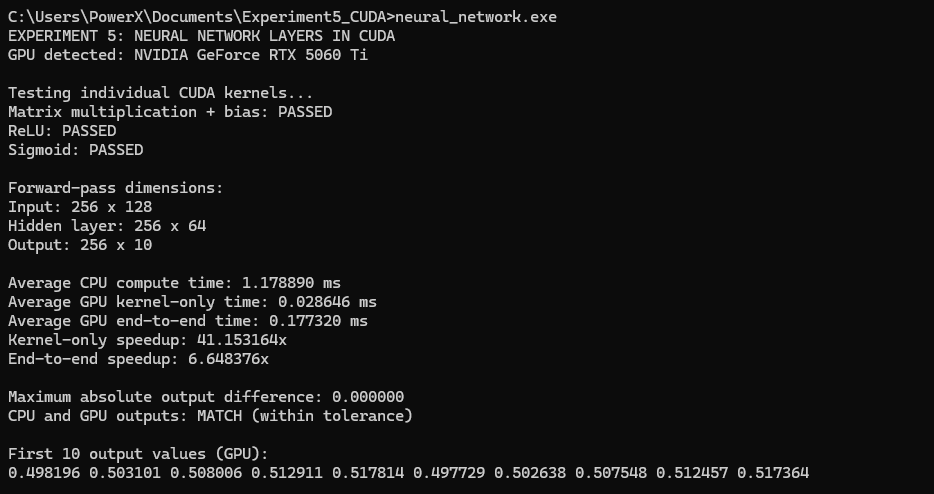 C:\Users\PowerX\Documents\Experiment5_CUDA>neural_network.exe
EXPERIMENT 5: NEURAL NETWORK LAYERS IN CUDA
GPU detected: NVIDIA GeForce RTX 5060 Ti
Testing individual CUDA kernels...
Matrix multiplication + bias: PASSED
ReLU: PASSED
Sigmoid: PASSED
Forward-pass dimensions:
Input: 256 x 128
Hidden layer: 256 x 64
Output: 256 x 10
Average CPU compute time: 1.178890 ms
Average GPU kernel-only time: 0.028646 ms
Average GPU end-to-end time: 0.177320 ms
Kernel-only speedup: 41.153164x
End-to-end speedup: 6.648376x
Maximum absolute output difference: 0.000000
CPU and GPU outputs: MATCH (within tolerance)
First 10 output values (GPU):
0.498196 0.503101 0.508006 0.512911 0.517814 0.497729 0.502638 0.507548 0.512457 0.517364